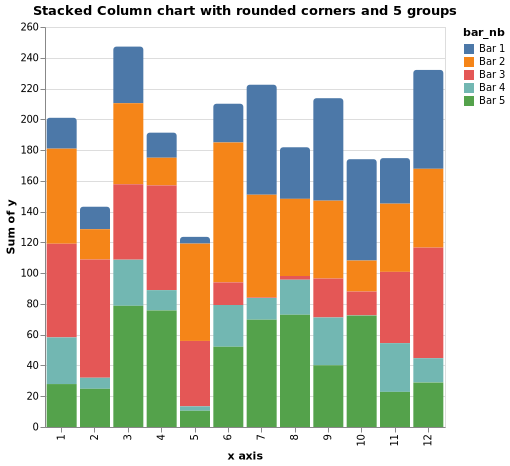 Stacked Column chart with rounded corners and 5 groups
260
240
220
200
180
160
140
120
100
80
60
40
20
0
Sum of y
1 2 3 4 5 6 7 8 9 10 11 12
x axis
bar_nb
Bar 1
Bar 2
Bar 3
Bar 4
Bar 5